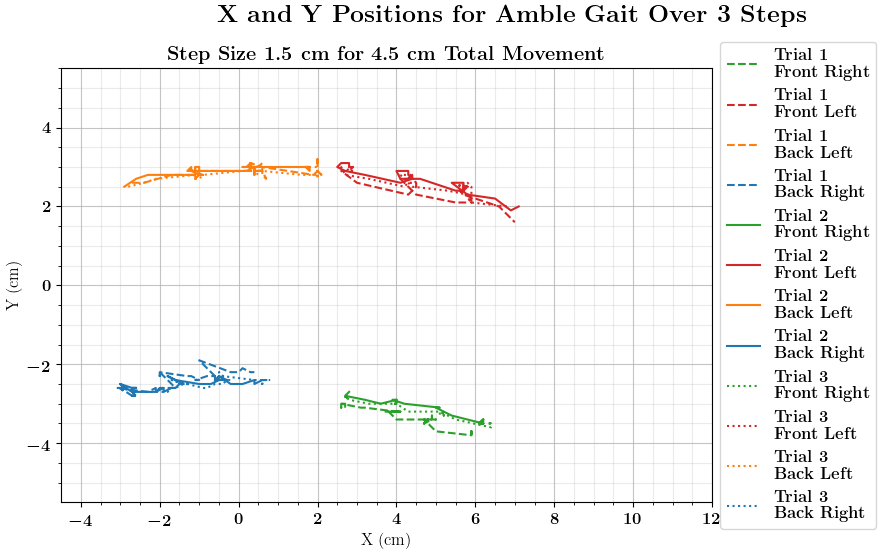 X and Y Positions for Amble Gait Over 3 Steps
Step Size 1.5 cm for 4.5 cm Total Movement
Y (cm)
4
2
0
−2
−4
−4
−2
0
2
4
6
8
10
12
X (cm)
Trial 1
Front Right
Trial 1
Front Left
Trial 1
Back Left
Trial 1
Back Right
Trial 2
Front Right
Trial 2
Front Left
Trial 2
Back Left
Trial 2
Back Right
Trial 3
Front Right
Trial 3
Front Left
Trial 3
Back Left
Trial 3
Back Right